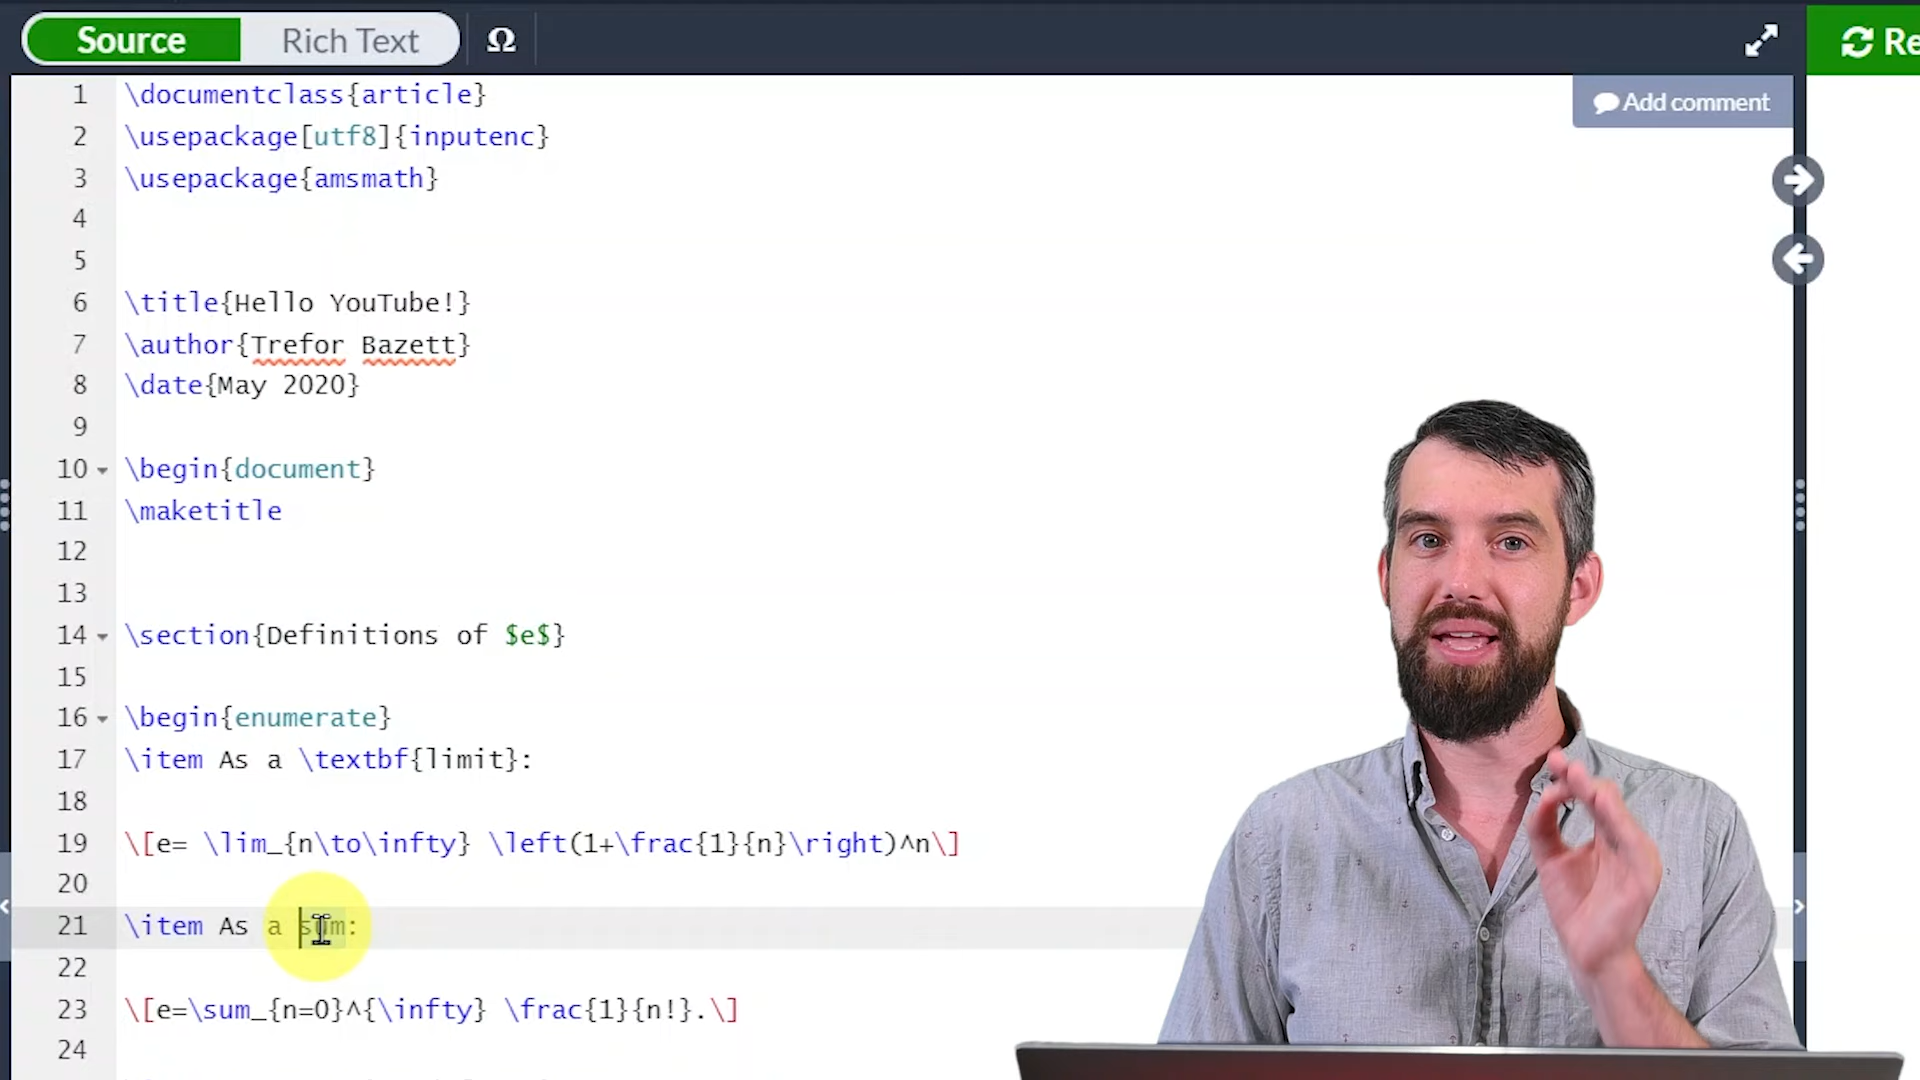 Source Rich Text Ω Re
Add comment
1 \documentclass{article}
2 \usepackage[utf8]{inputenc}
3 \usepackage{amsmath}
4
5
6 \title{Hello YouTube!}
7 \author{Trefor Bazett}
8 \date{May 2020}
9
10 \begin{document}
11 \maketitle
12
13
14 \section{Definitions of $e$}
15
16 \begin{enumerate}
17 \item As a \textbf{limit}:
18
19 \[e= \lim_{n\to\infty} \left(1+\frac{1}{n}\right)^n\]
20
21 \item As a sum:
22
23 \[e=\sum_{n=0}^{\infty} \frac{1}{n!}.\]
24